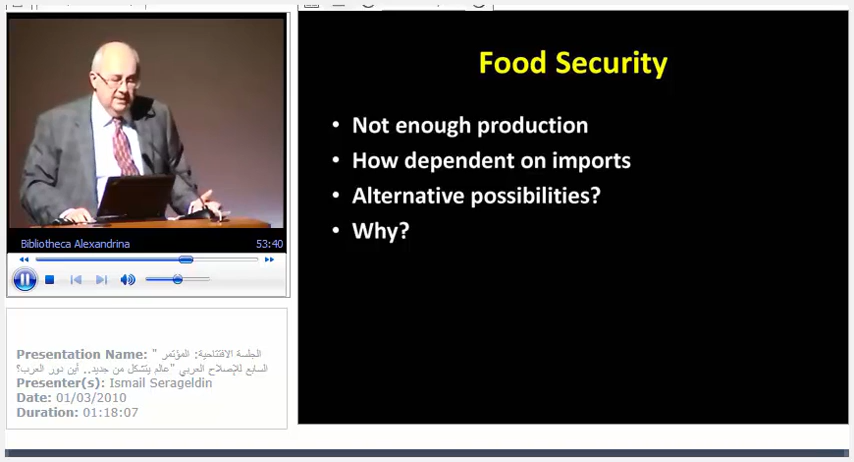 Food Security
• Not enough production
• How dependent on imports
• Alternative possibilities?
• Why?
Bibliotheca Alexandrina 53:40
Presentation Name: " الجلسة الافتتاحية: المؤتمر
السابع للإصلاح العربي "عالم يتشكل من جديد.. أين دور العرب؟
Presenter(s): Ismail Serageldin
Date: 01/03/2010
Duration: 01:18:07